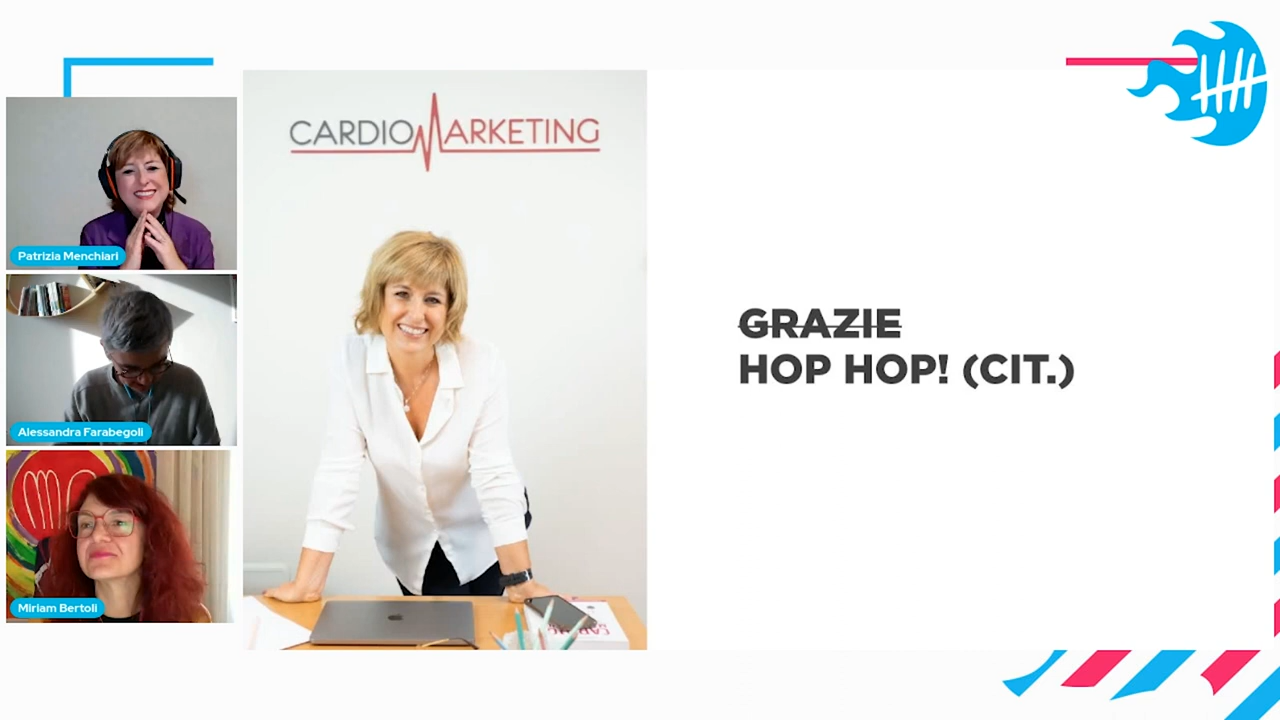 Patrizia Menchiari
Alessandra Farabegoli
Miriam Bertoli
CARDIOMARKETING
GRAZIE
HOP HOP! (CIT.)